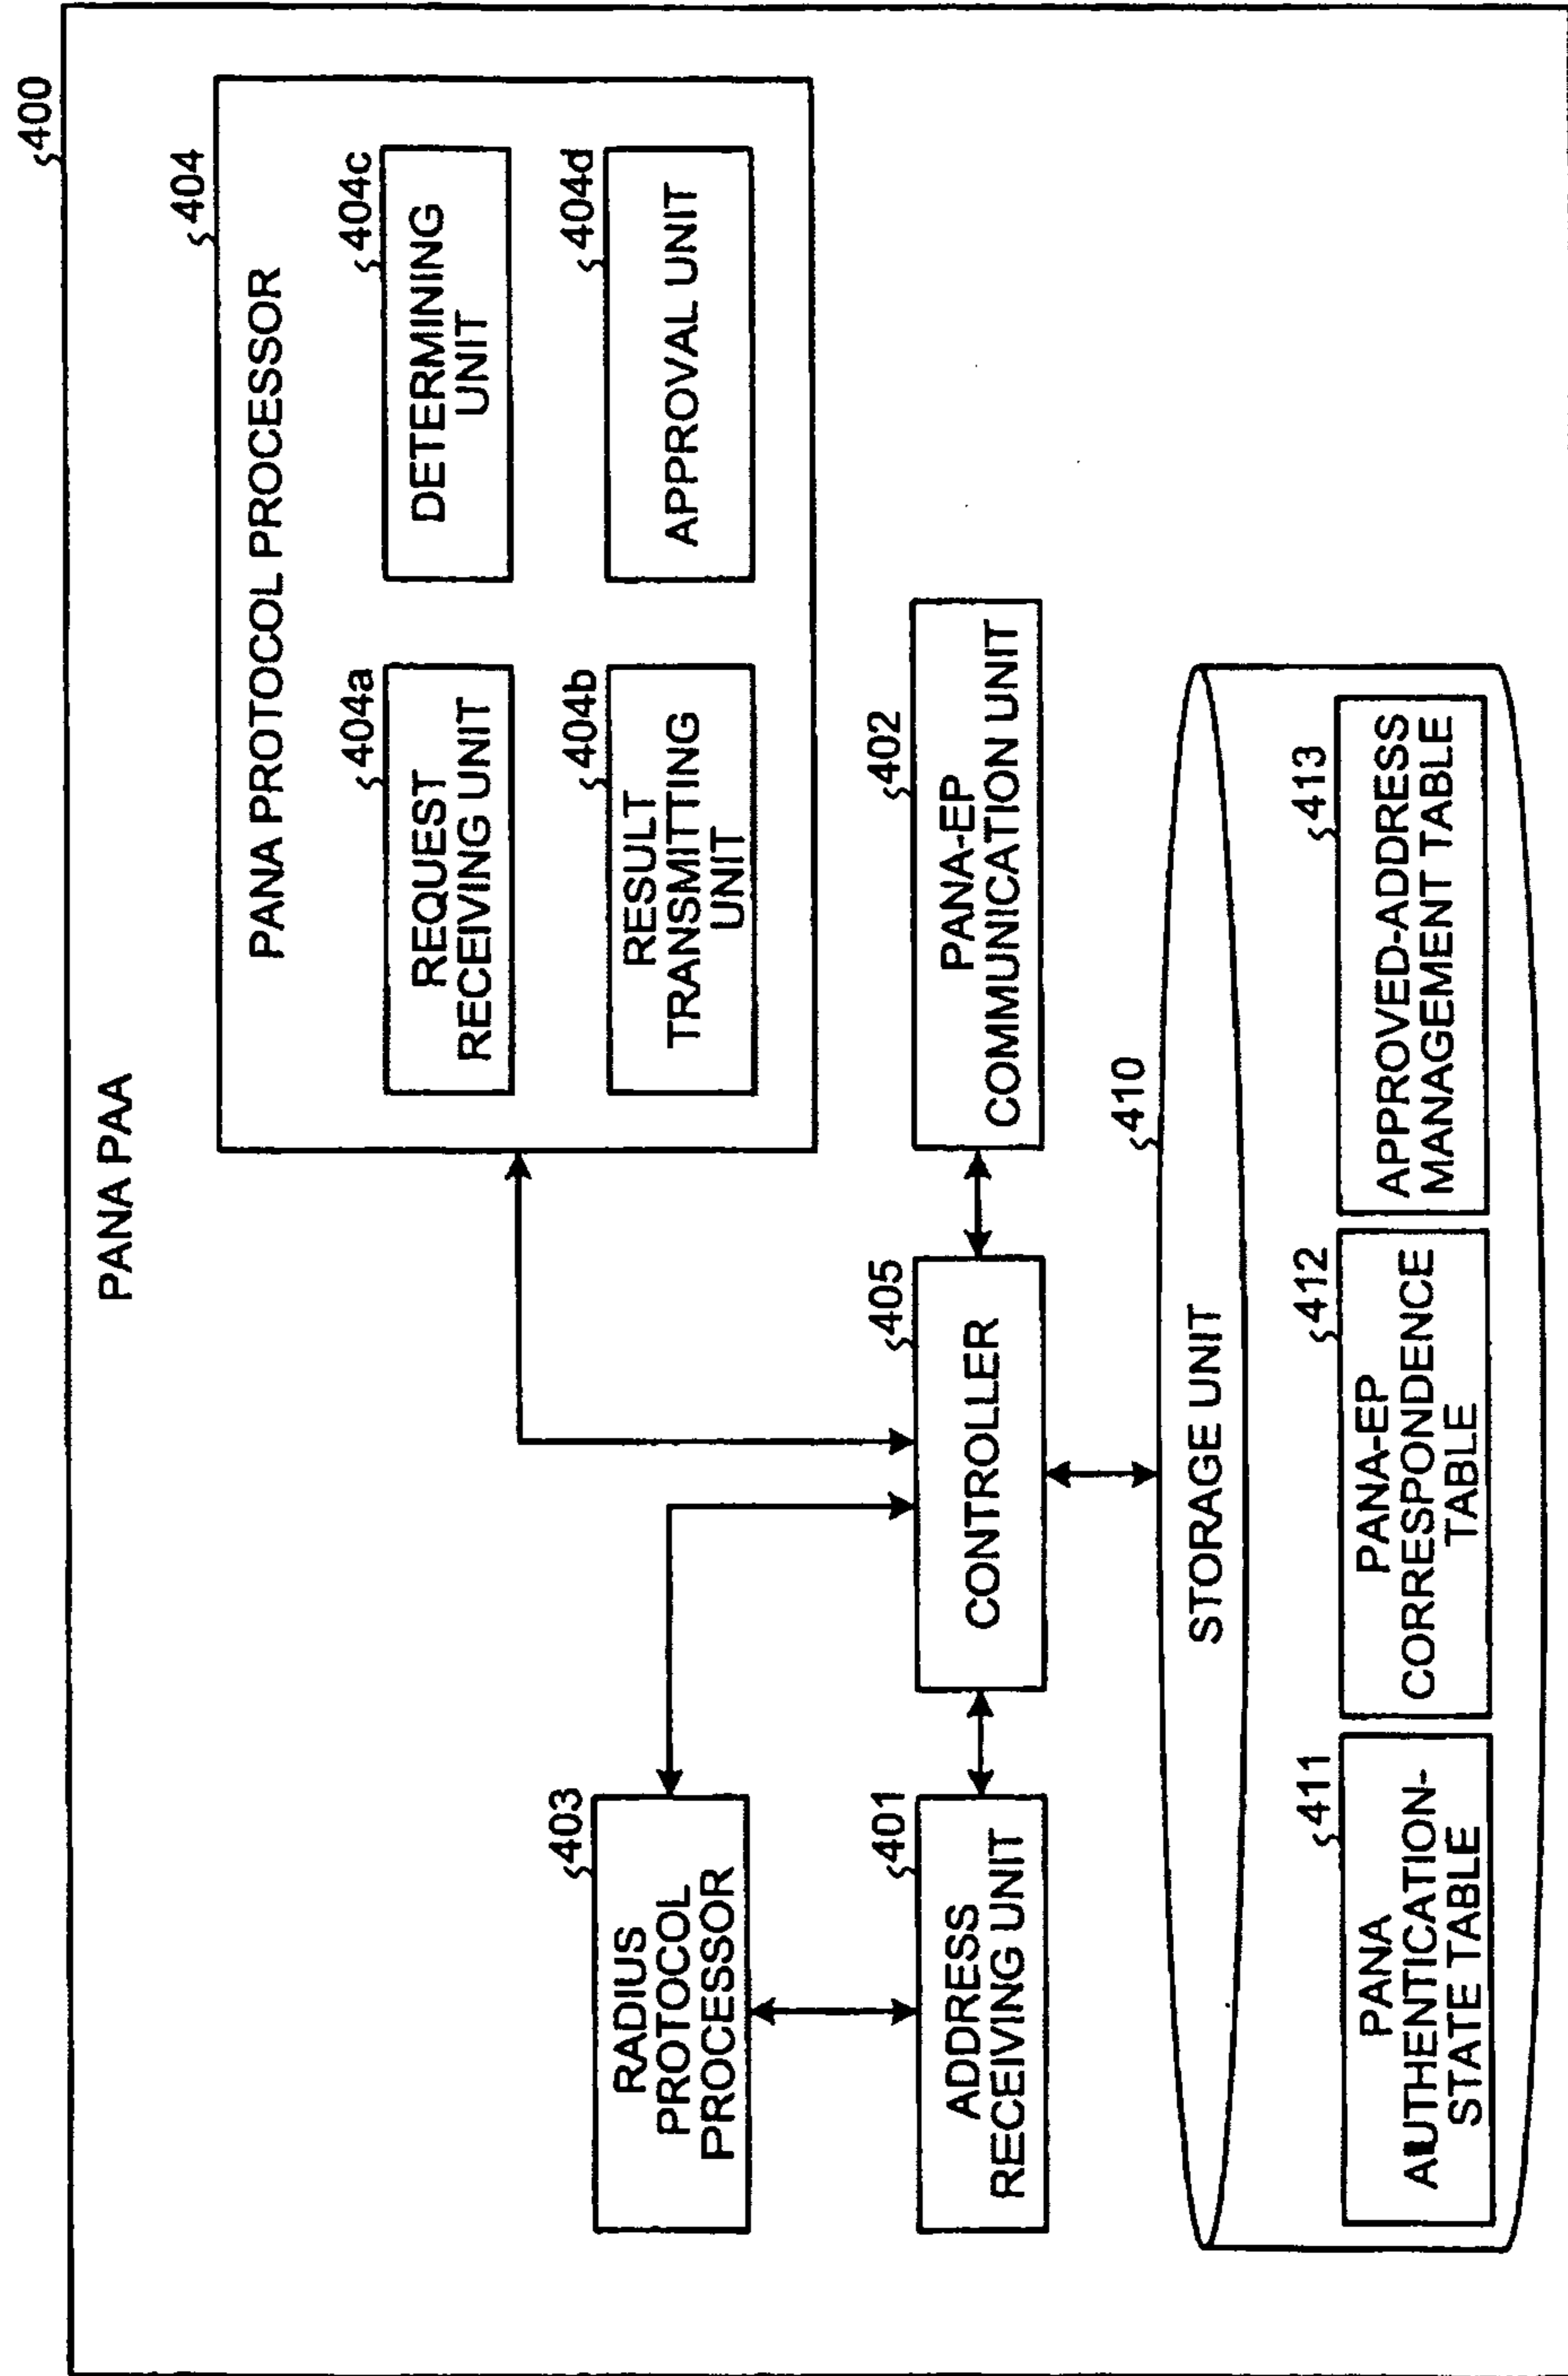 400
PANA PAA
404
PANA PROTOCOL PROCESSOR
404a
REQUEST
RECEIVING UNIT
404c
DETERMINING
UNIT
404b
RESULT
TRANSMITTING
UNIT
404d
APPROVAL UNIT
403
RADIUS
PROTOCOL
PROCESSOR
401
ADDRESS
RECEIVING UNIT
405
CONTROLLER
402
PANA-EP
COMMUNICATION UNIT
410
STORAGE UNIT
411
PANA
AUTHENTICATION-
STATE TABLE
412
PANA-EP
CORRESPONDENCE
TABLE
413
APPROVED-ADDRESS
MANAGEMENT TABLE